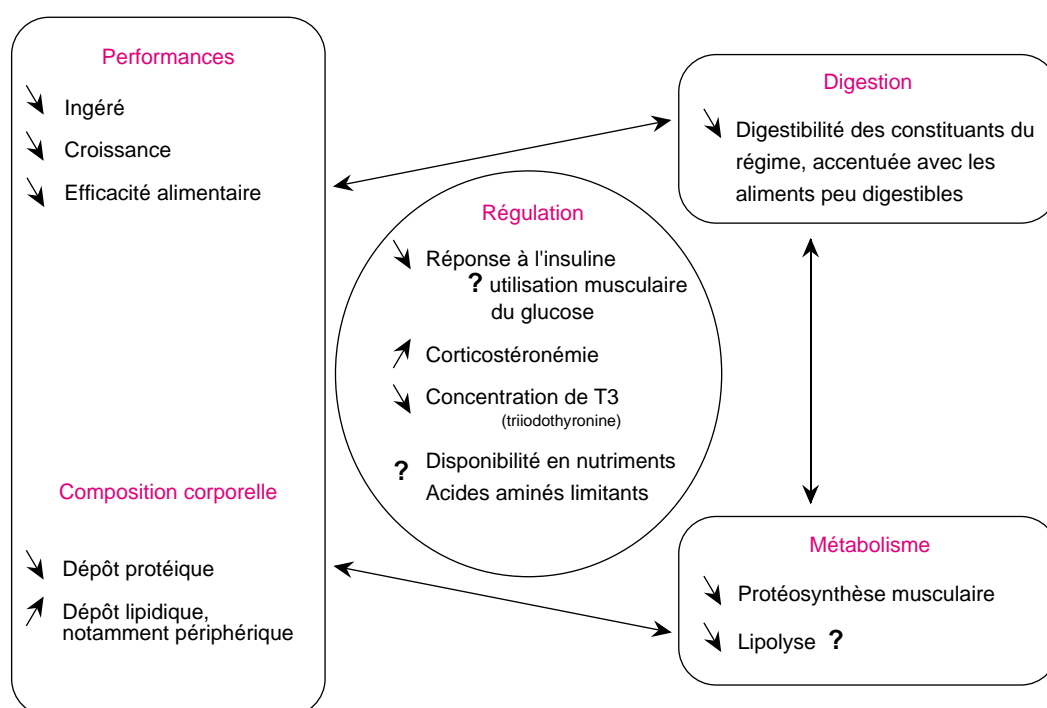 Performances
Ingéré
Croissance
Efficacité alimentaire
Composition corporelle
Dépôt protéique
Dépôt lipidique,
notamment périphérique
Régulation
Réponse à l'insuline
? utilisation musculaire
du glucose
Corticostéronémie
Concentration de T3
(triiodothyronine)
? Disponibilité en nutriments
Acides aminés limitants
Digestion
Digestibilité des constituants du
régime, accentuée avec les
aliments peu digestibles
Métabolisme
Protéosynthèse musculaire
Lipolyse ?